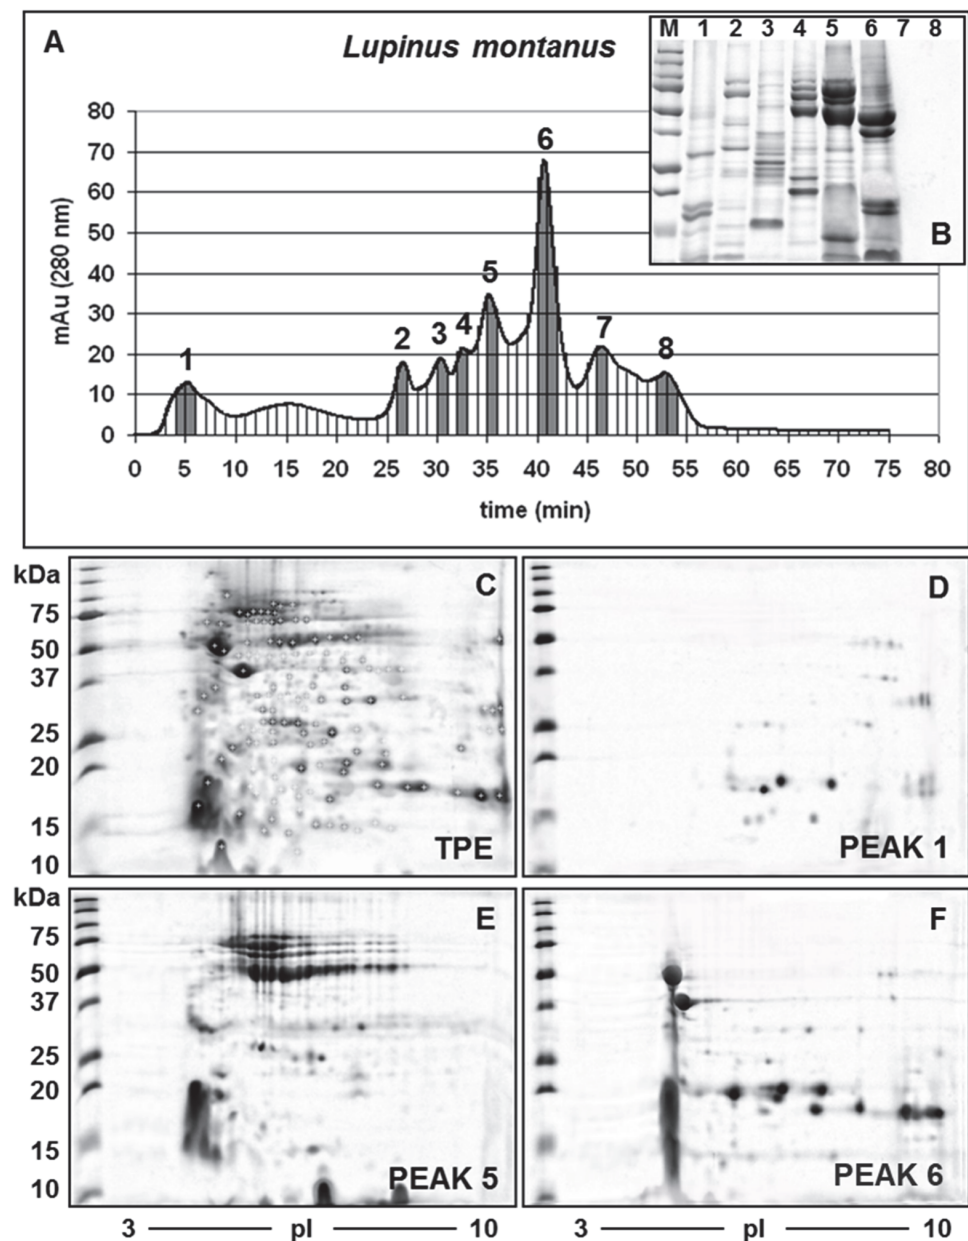 A
Lupinus montanus
M 1 2 3 4 5 6 7 8
B
80
70
60
50
40
30
20
10
0
mAu (280 nm)
1 2 3 4 5 6 7 8
0 5 10 15 20 25 30 35 40 45 50 55 60 65 70 75 80
time (min)
kDa
75
50
37
25
20
15
10
C
TPE
D
PEAK 1
kDa
75
50
37
25
20
15
10
E
PEAK 5
F
PEAK 6
3 pI 10
3 pI 10